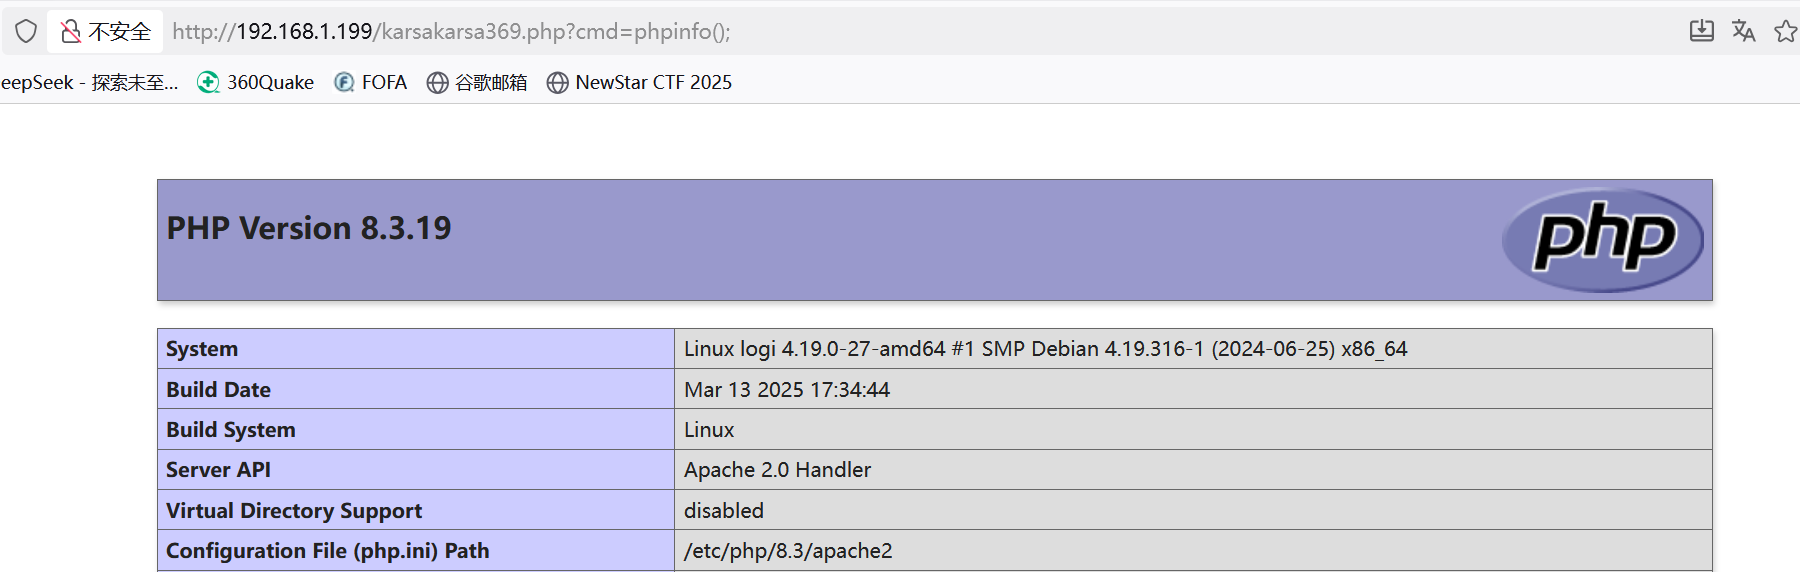 不安全 http://192.168.1.199/karsakarsa369.php?cmd=phpinfo();
eepSeek - 探索未至... 360Quake FOFA 谷歌邮箱 NewStar CTF 2025
PHP Version 8.3.19 php
System Linux logi 4.19.0-27-amd64 #1 SMP Debian 4.19.316-1 (2024-06-25) x86_64
Build Date Mar 13 2025 17:34:44
Build System Linux
Server API Apache 2.0 Handler
Virtual Directory Support disabled
Configuration File (php.ini) Path /etc/php/8.3/apache2